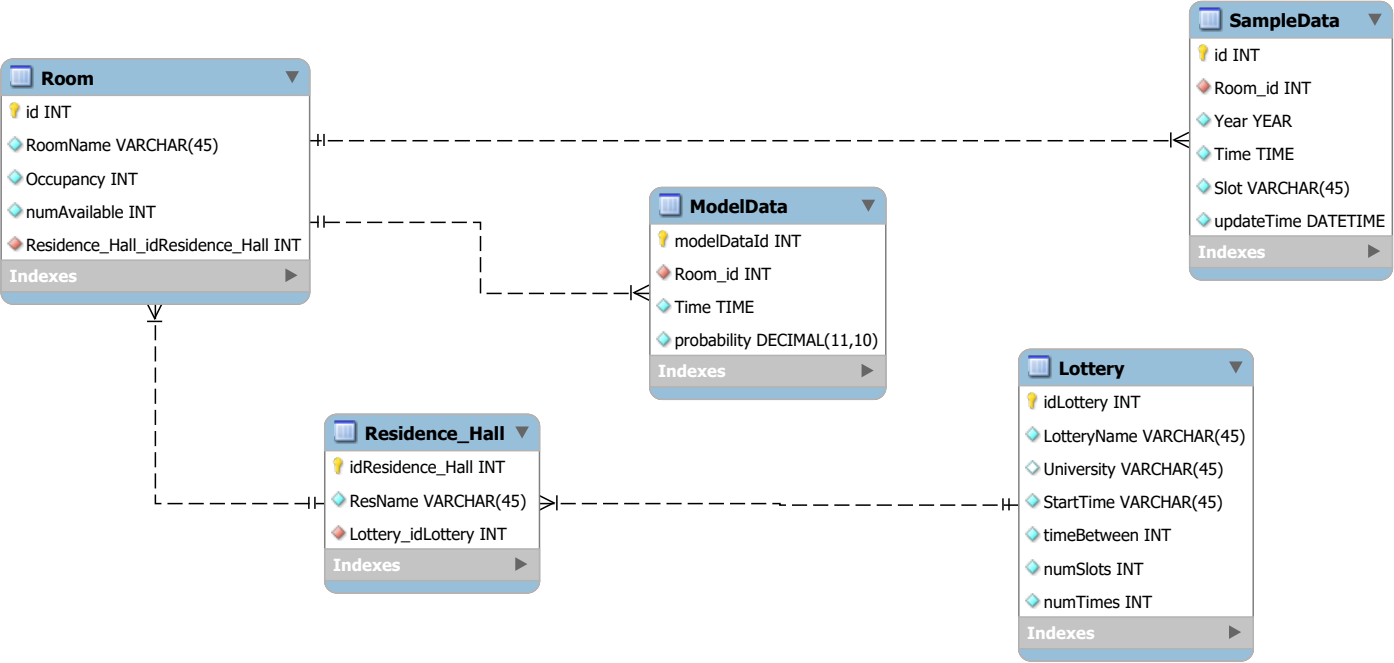 Room
id INT
RoomName VARCHAR(45)
Occupancy INT
numAvailable INT
Residence_Hall_idResidence_Hall INT
Indexes
SampleData
id INT
Room_id INT
Year YEAR
Time TIME
Slot VARCHAR(45)
updateTime DATETIME
Indexes
ModelData
modelDataId INT
Room_id INT
Time TIME
probability DECIMAL(11,10)
Indexes
Residence_Hall
idResidence_Hall INT
ResName VARCHAR(45)
Lottery_idLottery INT
Indexes
Lottery
idLottery INT
LotteryName VARCHAR(45)
University VARCHAR(45)
StartTime VARCHAR(45)
timeBetween INT
numSlots INT
numTimes INT
Indexes